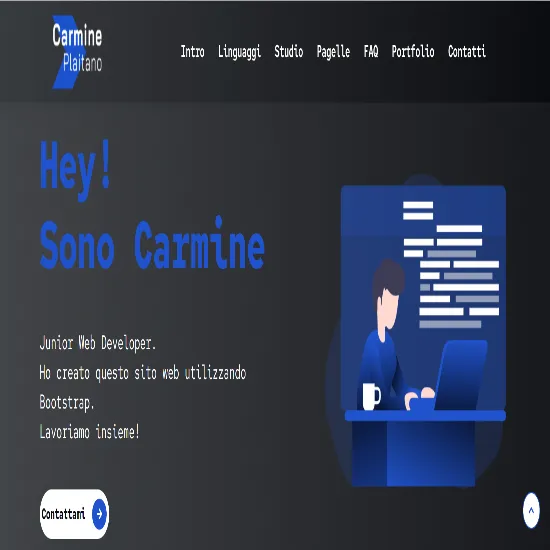 Carmine
Plaitano
Intro Linguaggi Studio Pagelle FAQ Portfolio Contatti
Hey!
Sono Carmine
Junior Web Developer.
Ho creato questo sito web utilizzando
Bootstrap.
Lavoriamo insieme!
Contattami